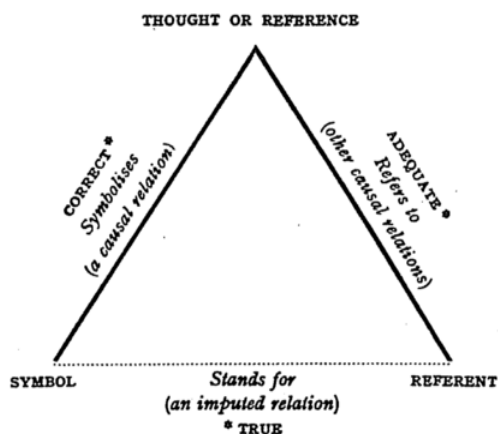 THOUGHT OR REFERENCE
CORRECT *
Symbolises
(a causal relation)
ADEQUATE *
Refers to
(other causal relations)
SYMBOL
Stands for
(an imputed relation)
* TRUE
REFERENT